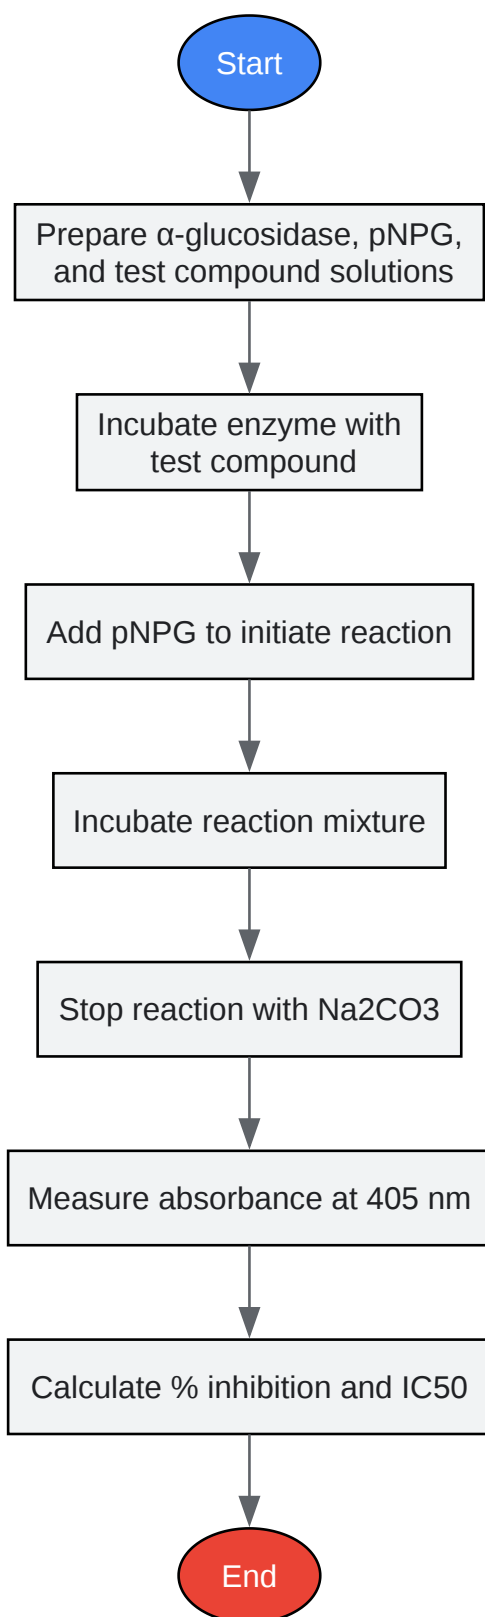 Start
Prepare α-glucosidase, pNPG,
and test compound solutions
Incubate enzyme with
test compound
Add pNPG to initiate reaction
Incubate reaction mixture
Stop reaction with Na2CO3
Measure absorbance at 405 nm
Calculate % inhibition and IC50
End